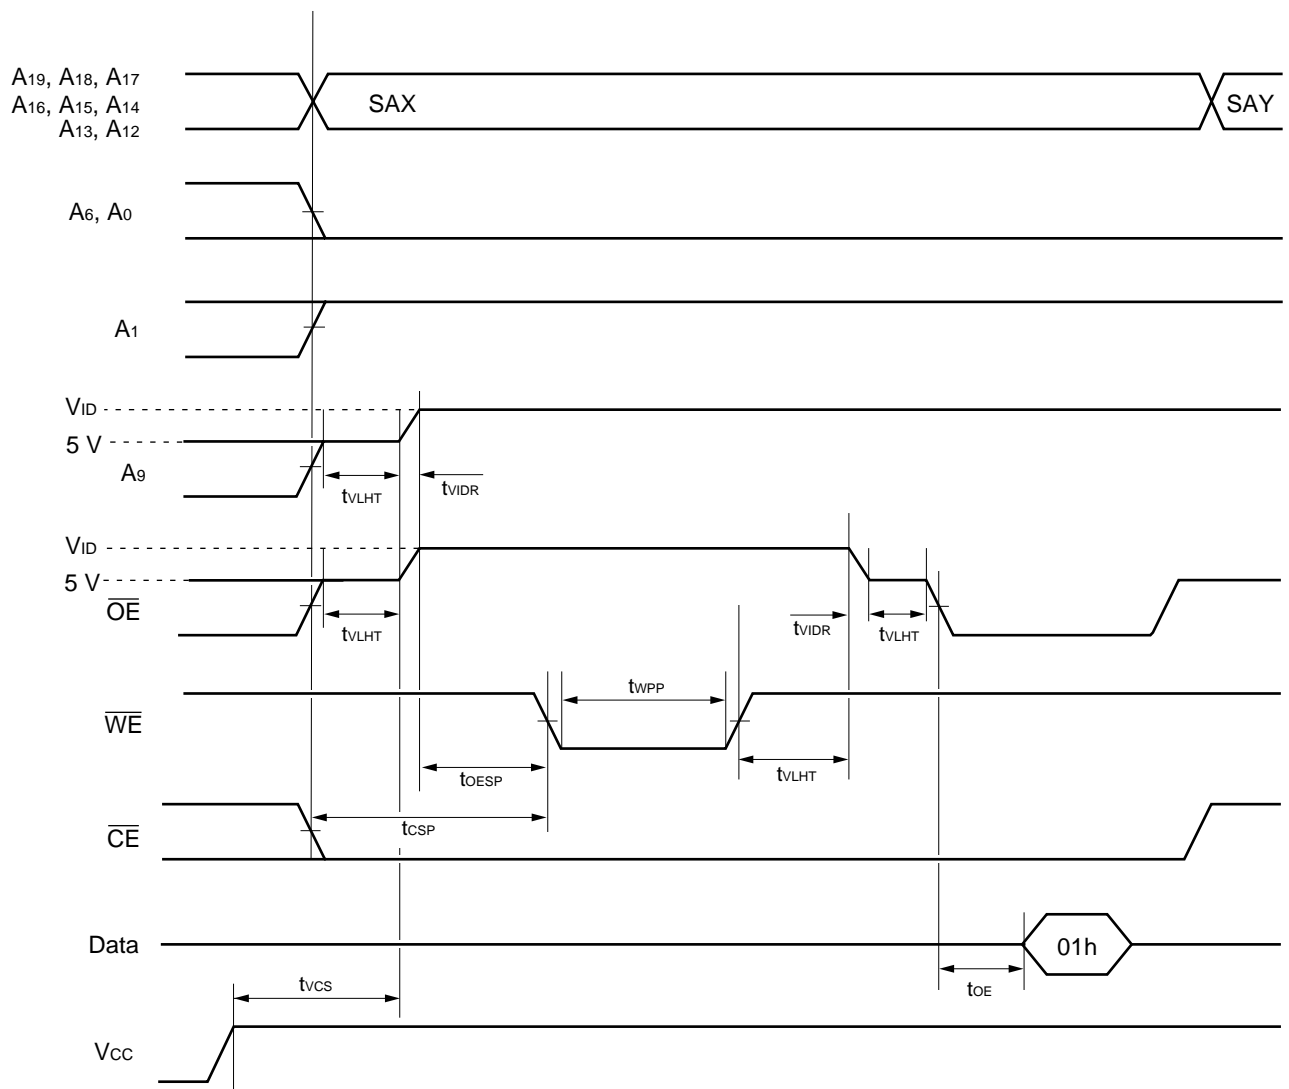 A19, A18, A17
A16, A15, A14
A13, A12
SAX
SAY
A6, A0
A1
VID
5 V
A9
tVLHT
tVIDR
VID
5 V
OE
tVLHT
tVIDR
tVLHT
WE
tWPP
tOESP
tVLHT
tCSP
CE
Data
01h
tOE
tVCS
VCC